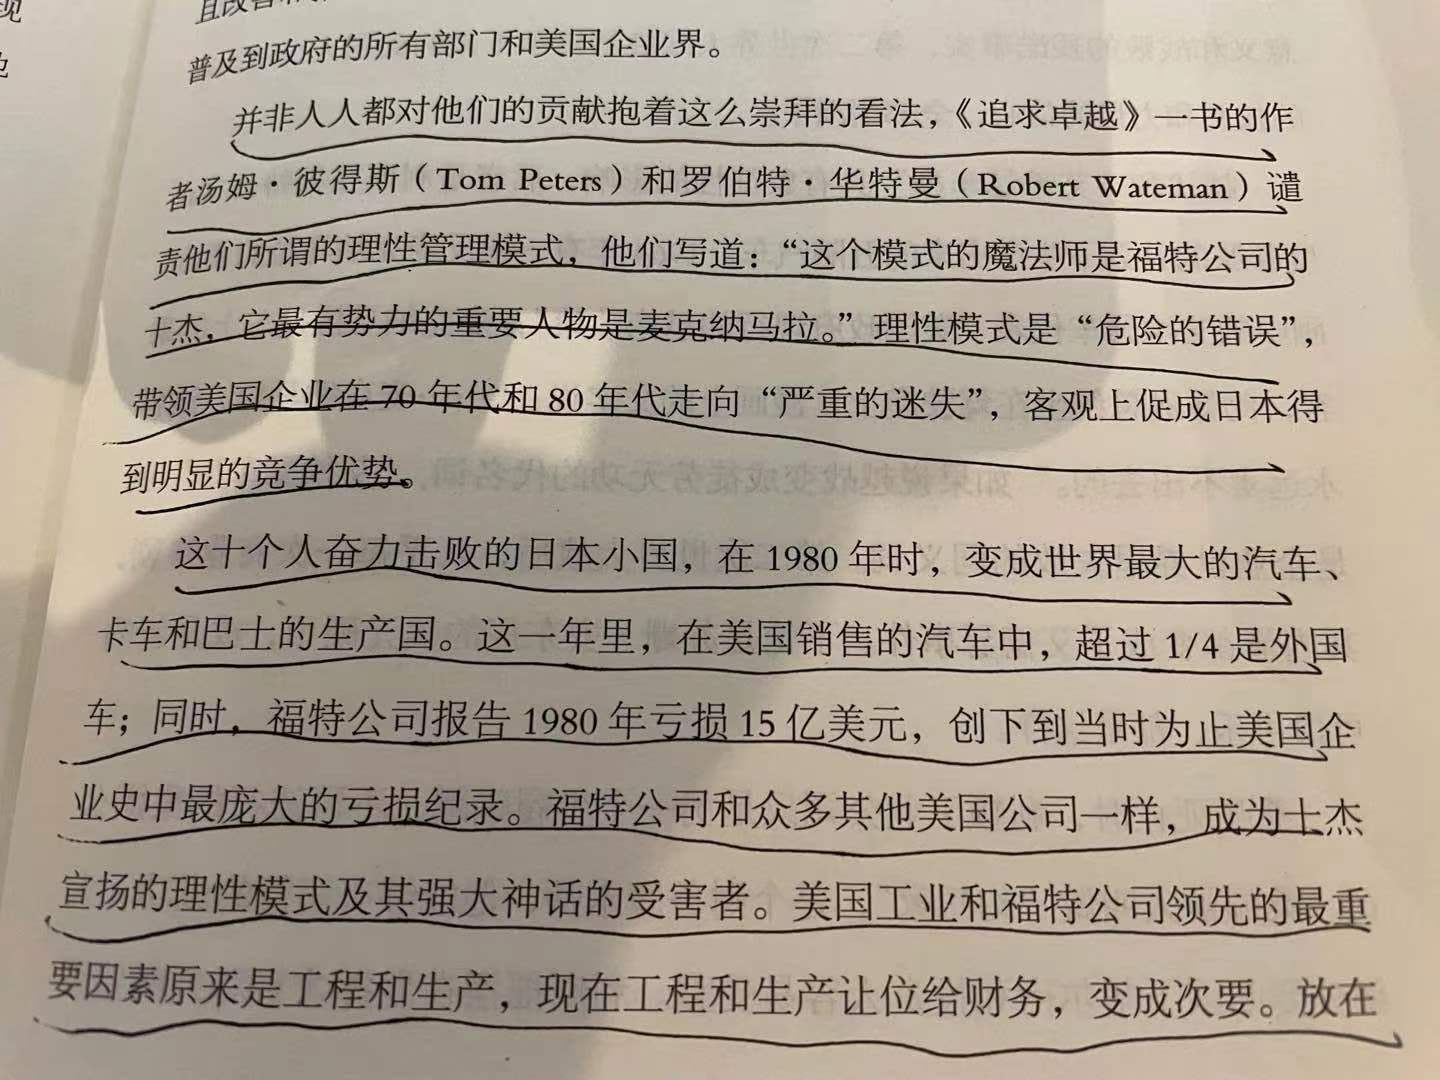 普及到政府的所有部门和美国企业界。
并非人人都对他们的贡献抱着这么崇拜的看法，《追求卓越》一书的作
者汤姆·彼得斯（Tom Peters）和罗伯特·华特曼（Robert Wateman）谴
责他们所谓的理性管理模式，他们写道：“这个模式的魔法师是福特公司的
十杰，它最有势力的重要人物是麦克纳马拉。”理性模式是“危险的错误”，
带领美国企业在70年代和80年代走向“严重的迷失”，客观上促成日本得
到明显的竞争优势。
这十个人奋力击败的日本小国，在1980年时，变成世界最大的汽车、
卡车和巴士的生产国。这一年里，在美国销售的汽车中，超过1/4是外国
车；同时，福特公司报告1980年亏损15亿美元，创下到当时为止美国企
业史中最庞大的亏损纪录。福特公司和众多其他美国公司一样，成为十杰
宣扬的理性模式及其强大神话的受害者。美国工业和福特公司领先的最重
要因素原来是工程和生产，现在工程和生产让位给财务，变成次要。放在